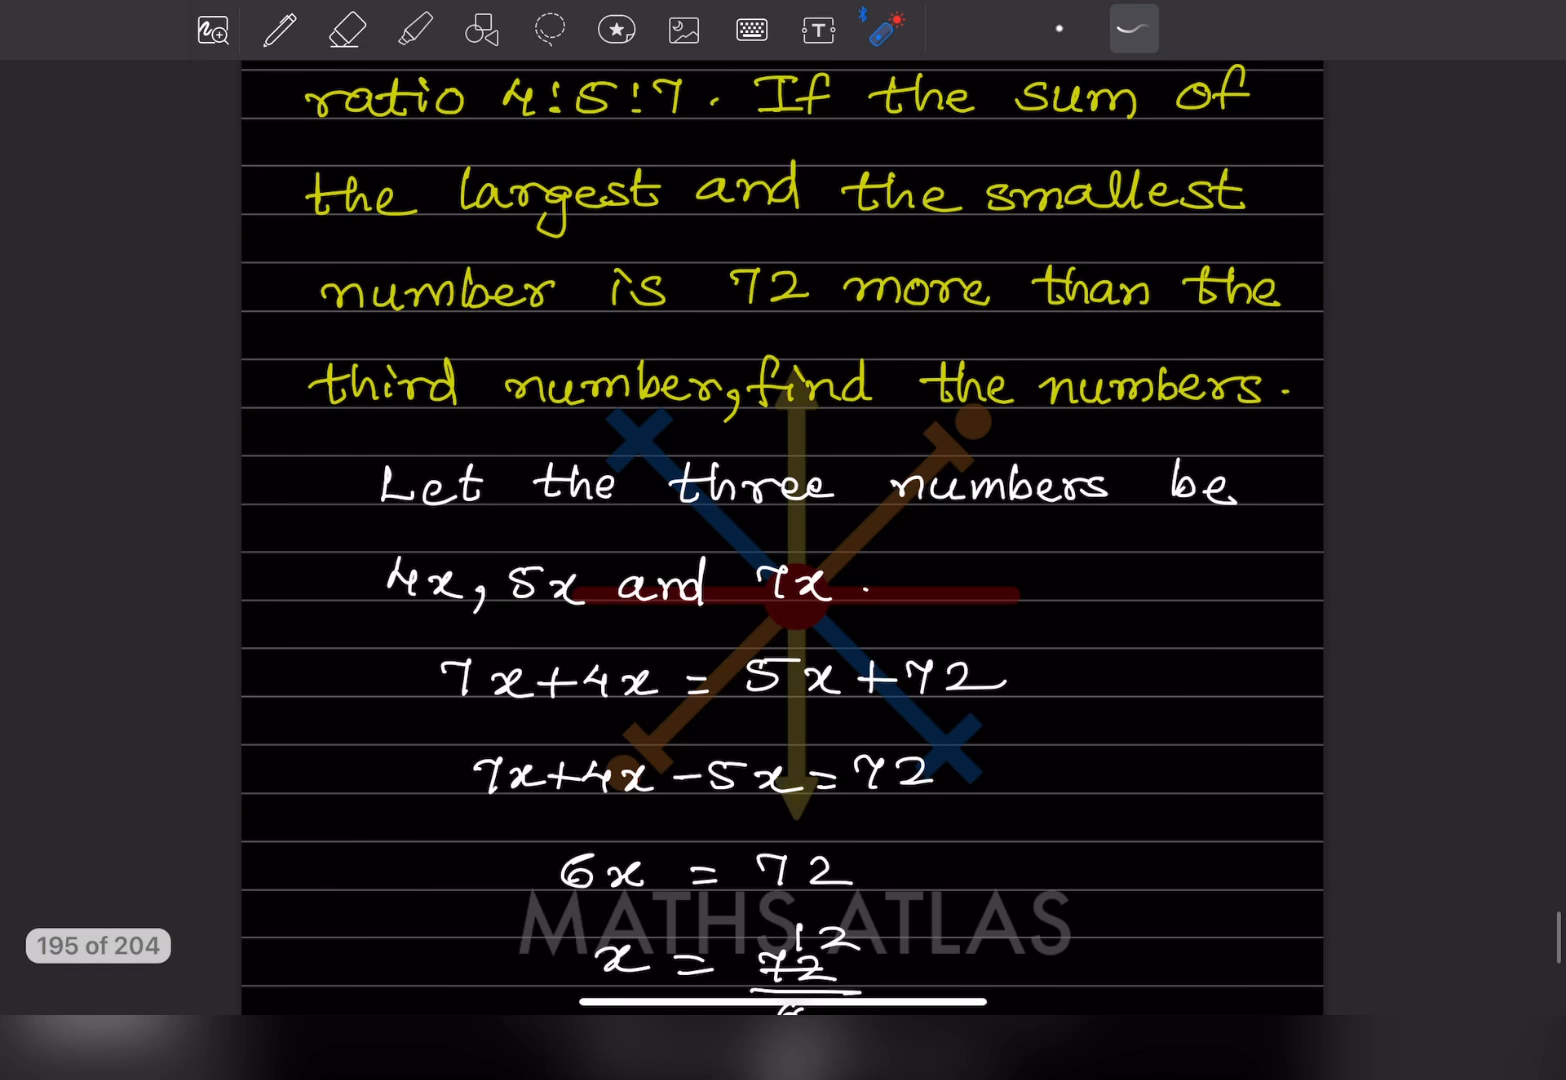 ratio 4:5:7. If the sum of
the largest and the smallest
number is 72 more than the
third number, find the numbers.
Let the three numbers be
4x, 5x and 7x.
7x+4x = 5x+72
7x+4x-5x=72
6x = 72
MATHS ATLAS
12
x = 72
195 of 204